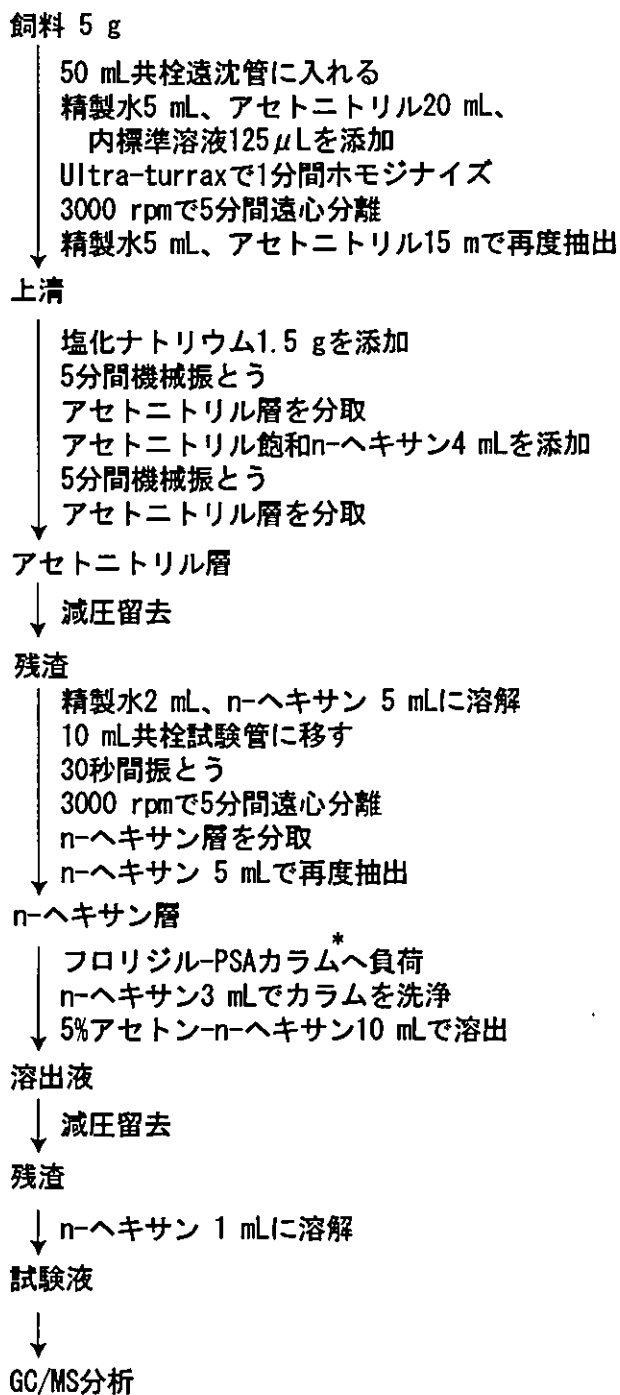 飼料 5 g
50 mL共栓遠沈管に入れる
精製水5 mL、アセトニトリル20 mL、
内標準溶液125μLを添加
Ultra-turraxで1分間ホモジナイズ
3000 rpmで5分間遠心分離
精製水5 mL、アセトニトリル15 mで再度抽出
上清
塩化ナトリウム1.5 gを添加
5分間機械振とう
アセトニトリル層を分取
アセトニトリル飽和n-ヘキサン4 mLを添加
5分間機械振とう
アセトニトリル層を分取
アセトニトリル層
減圧留去
残渣
精製水2 mL、n-ヘキサン 5 mLに溶解
10 mL共栓試験管に移す
30秒間振とう
3000 rpmで5分間遠心分離
n-ヘキサン層を分取
n-ヘキサン 5 mLで再度抽出
n-ヘキサン層
フロリジル-PSAカラム*へ負荷
n-ヘキサン3 mLでカラムを洗浄
5%アセトン-n-ヘキサン10 mLで溶出
溶出液
減圧留去
残渣
n-ヘキサン 1 mLに溶解
試験液
GC/MS分析